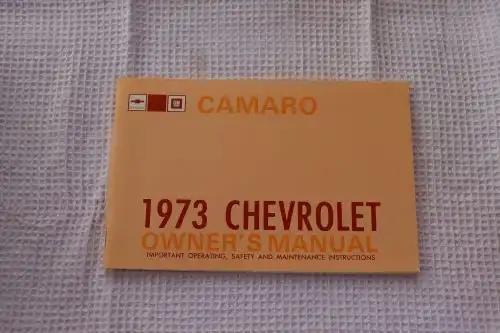 CAMARO
1973 CHEVROLET
OWNER'S MANUAL
IMPORTANT OPERATING, SAFETY AND MAINTENANCE INSTRUCTIONS